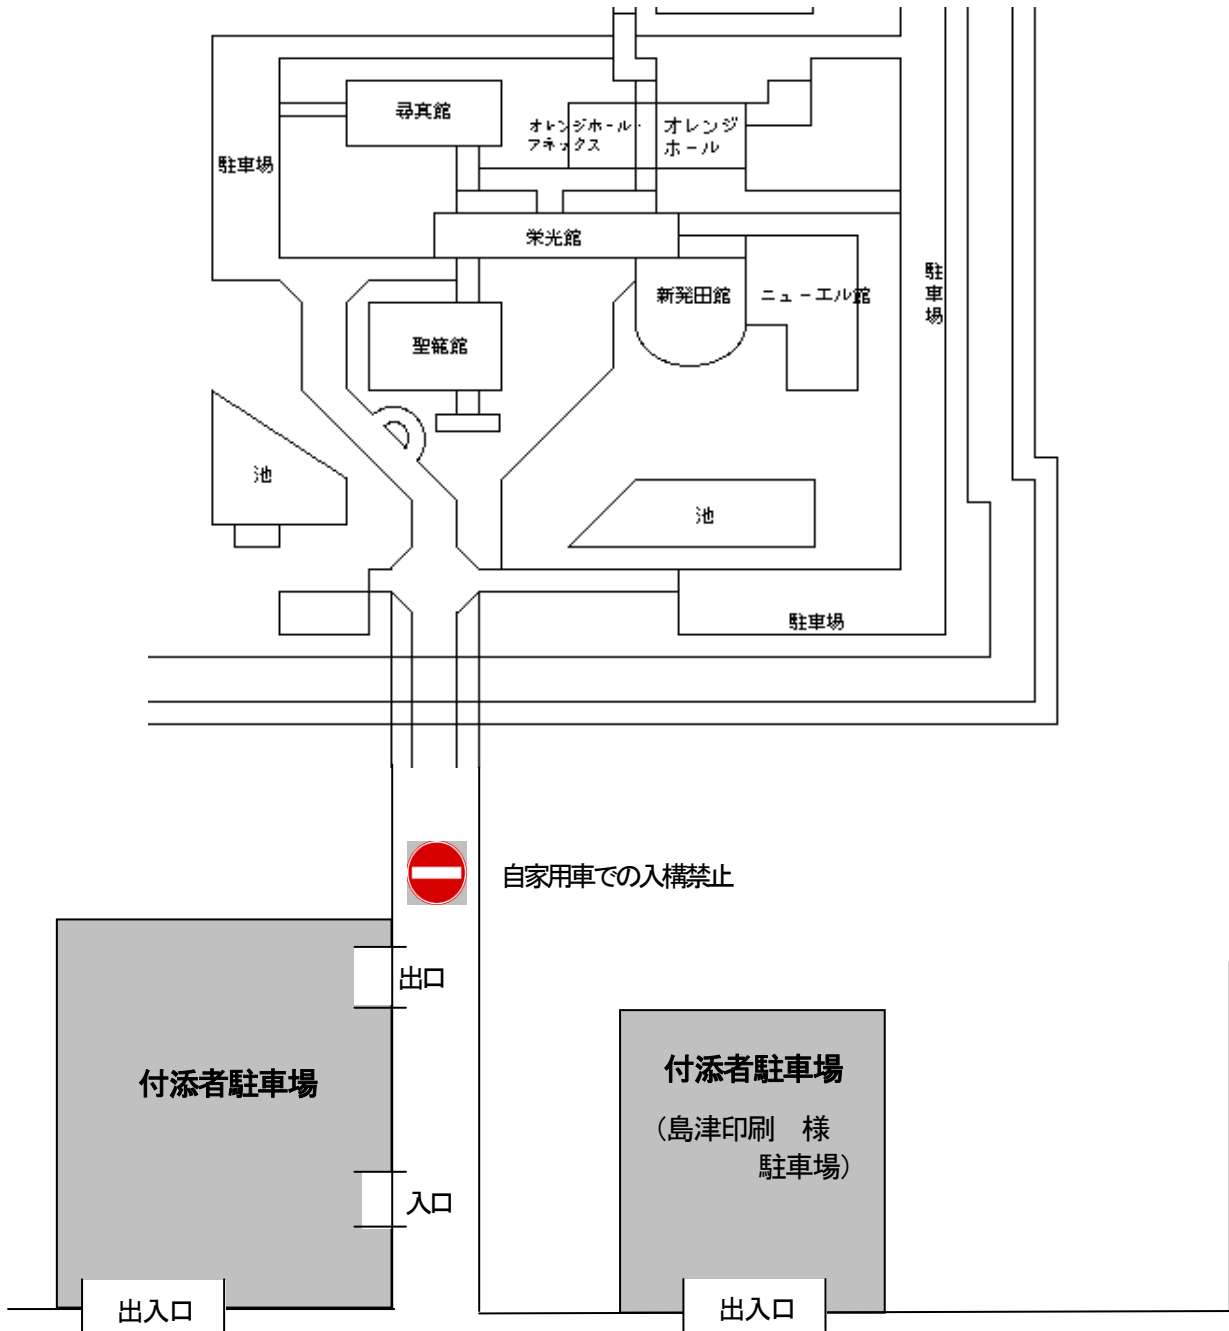 尋真館
オレンジホール・
アネックス
オレンジ
ホール
駐車場
栄光館
駐車場
新発田館
ニューエル館
聖籠館
池
池
駐車場
自家用車での入構禁止
出口
付添者駐車場
付添者駐車場
（島津印刷　様
駐車場）
入口
出入口
出入口